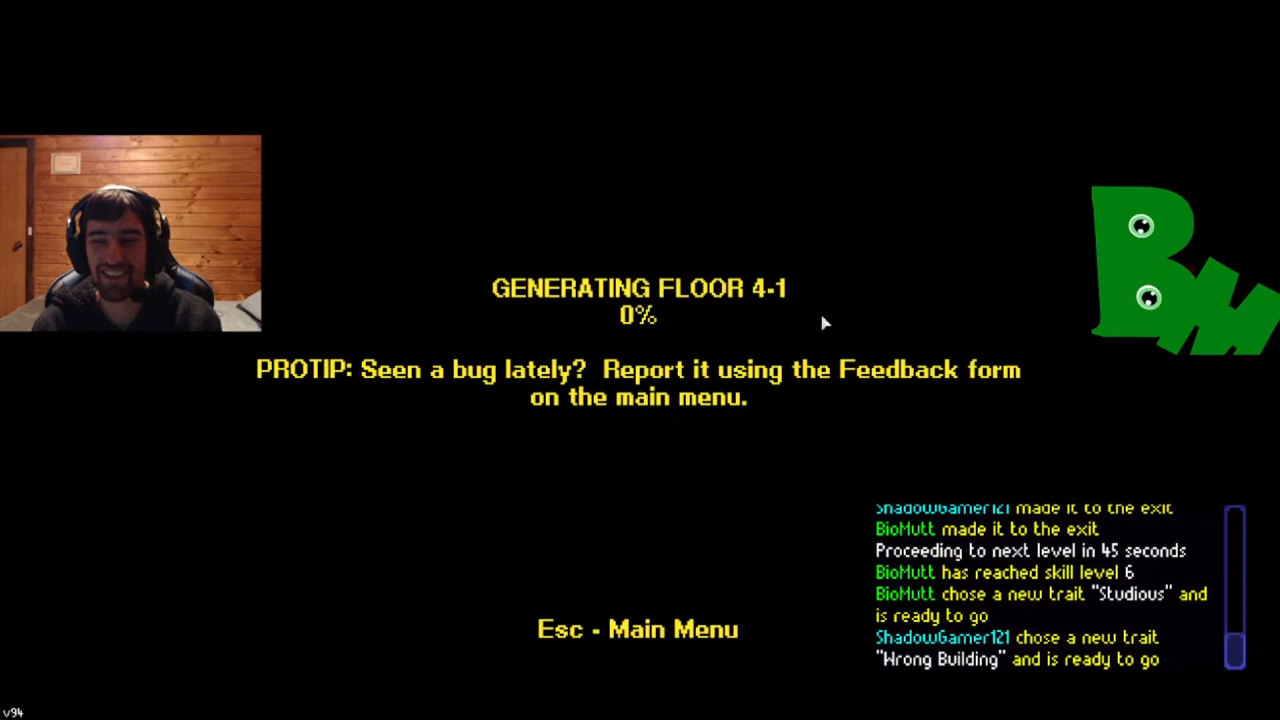 GENERATING FLOOR 4-1
0%
PROTIP: Seen a bug lately? Report it using the Feedback form
on the main menu.
Esc - Main Menu
ShadowGamer121 made it to the exit
BioMutt made it to the exit
Proceeding to next level in 45 seconds
BioMutt has reached skill level 6
BioMutt chose a new trait "Studious" and
is ready to go
ShadowGamer121 chose a new trait
"Wrong Building" and is ready to go
BM
v94